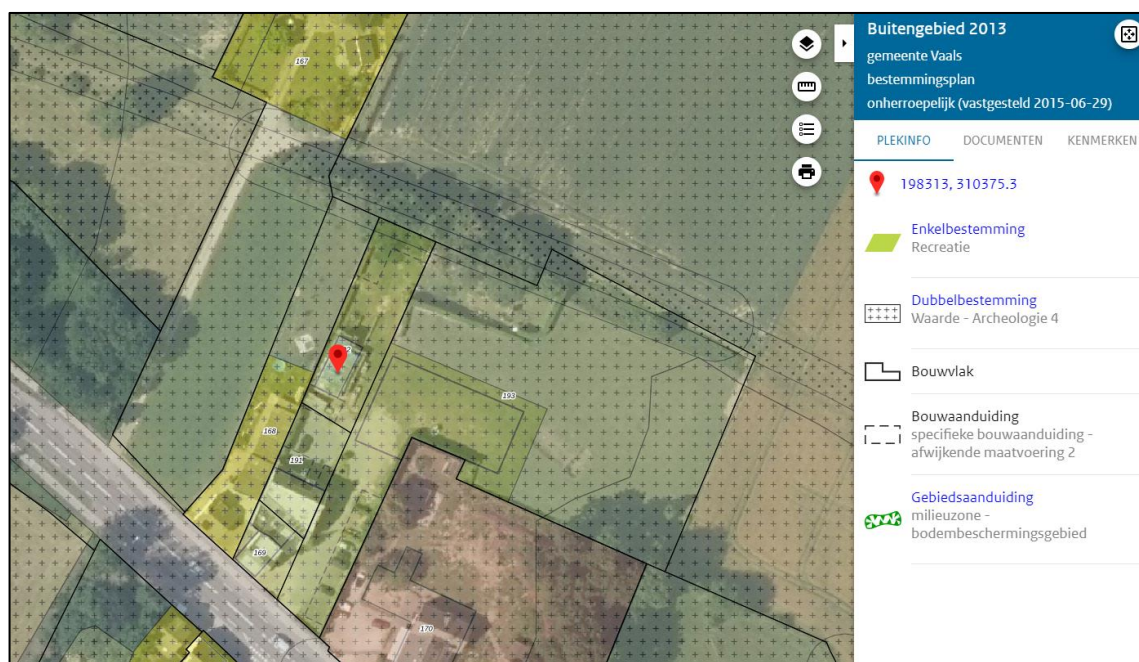 Buitengebied 2013
gemeente Vaals
bestemmingsplan
onherroepelijk (vastgesteld 2015-06-29)
PLEKINFO DOCUMENTEN KENMERKEN
198313, 310375.3
Enkelbestemming
Recreatie
Dubbelbestemming
Waarde - Archeologie 4
Bouwvlak
Bouwaanduiding
specifieke bouwaanduiding -
afwijkende maatvoering 2
Gebiedsaanduiding
milieuzone -
bodembeschermingsgebied
167
193
168
191
169
170